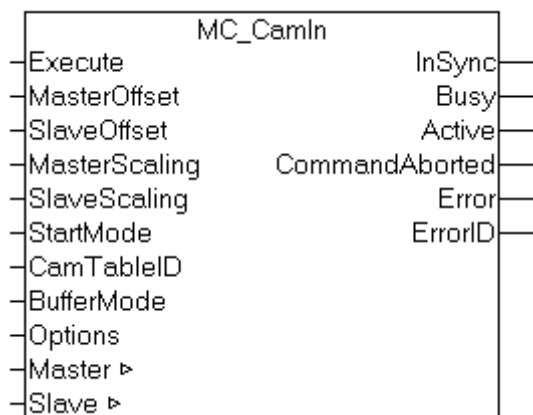 MC_CamIn
Execute InSync
MasterOffset Busy
SlaveOffset Active
MasterScaling CommandAborted
SlaveScaling Error
StartMode ErrorID
CamTableID
BufferMode
Options
Master ▹
Slave ▹